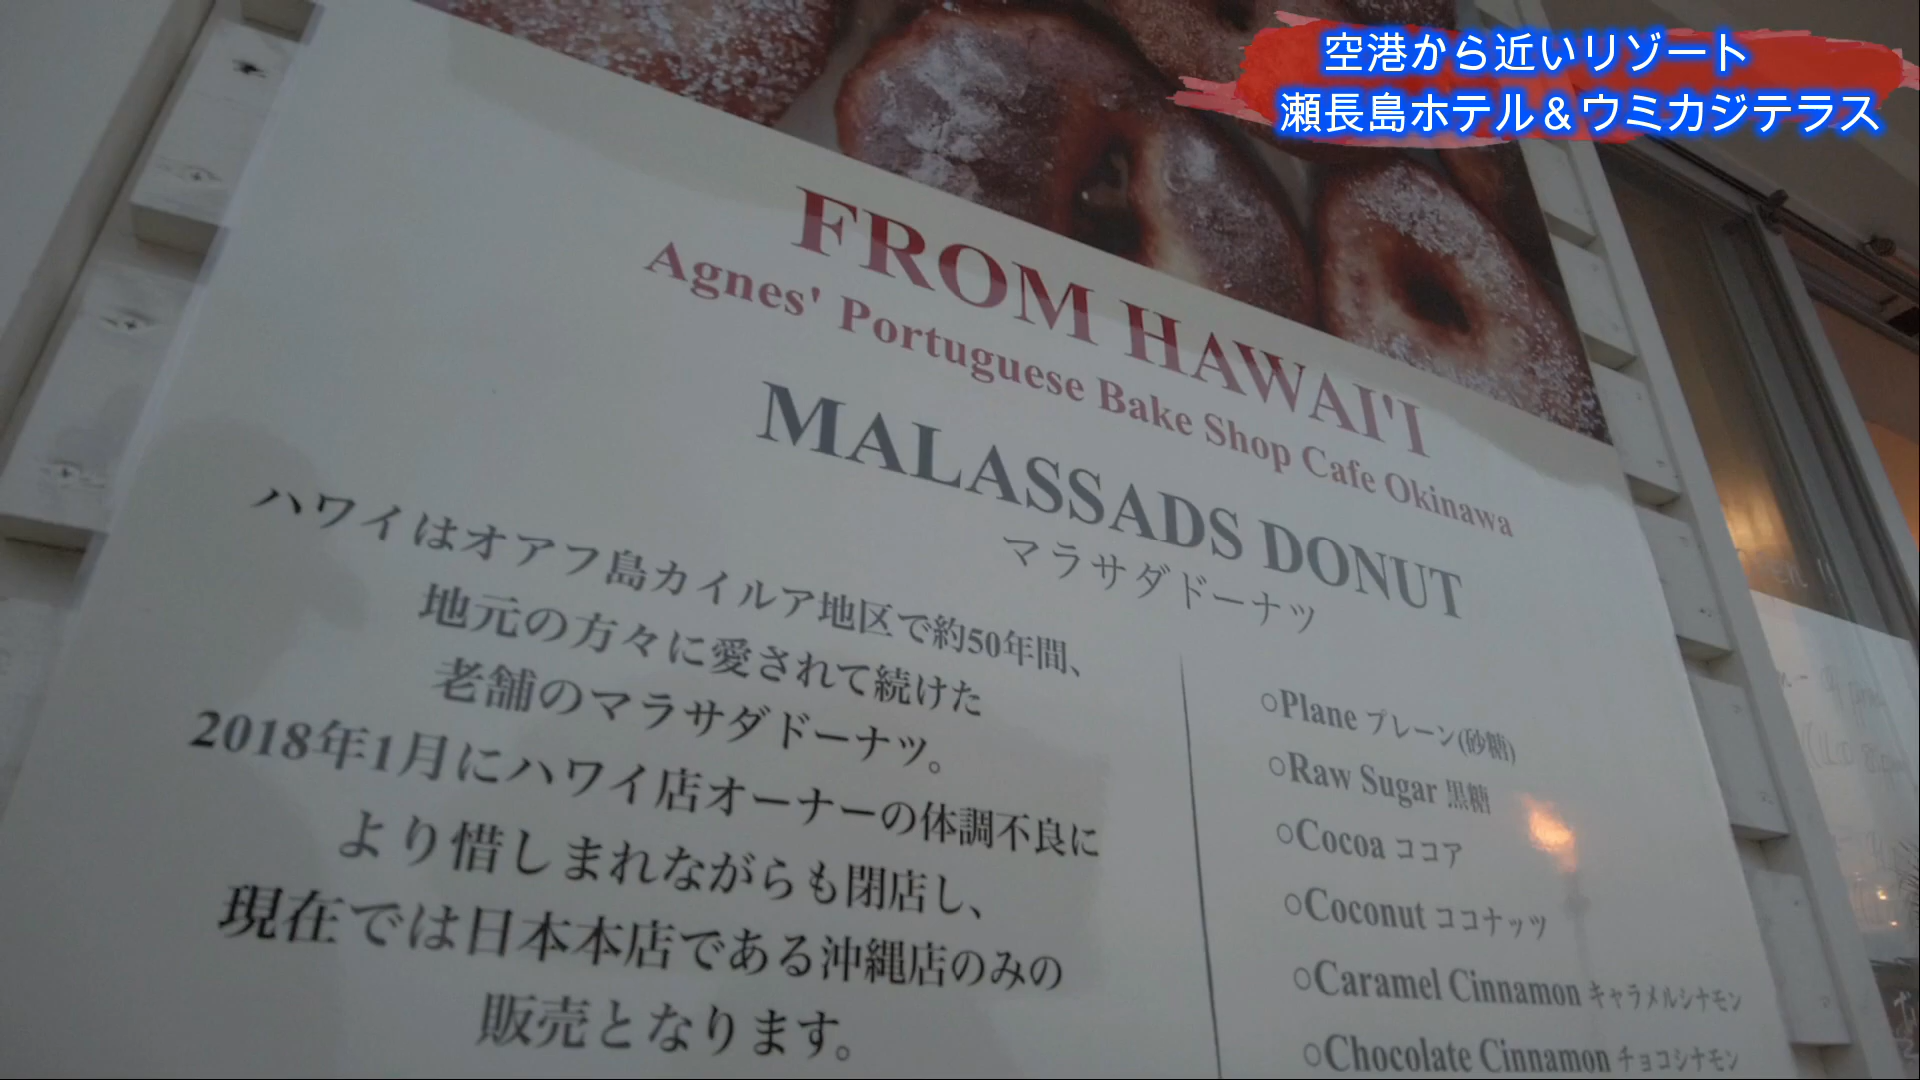 空港から近いリゾート
瀬長島ホテル＆ウミカジテラス
FROM HAWAI'I
Agnes' Portuguese Bake Shop Cafe Okinawa
MALASSADS DONUT
マラサダドーナツ
ハワイはオアフ島カイルア地区で約50年間、
地元の方々に愛されて続けた
老舗のマラサダドーナツ。
2018年1月にハワイ店オーナーの体調不良に
より惜しまれながらも閉店し、
現在では日本本店である沖縄店のみの
販売となります。
○Plane プレーン(砂糖)
○Raw Sugar 黒糖
○Cocoa ココア
○Coconut ココナッツ
○Caramel Cinnamon キャラメルシナモン
○Chocolate Cinnamon チョコシナモン